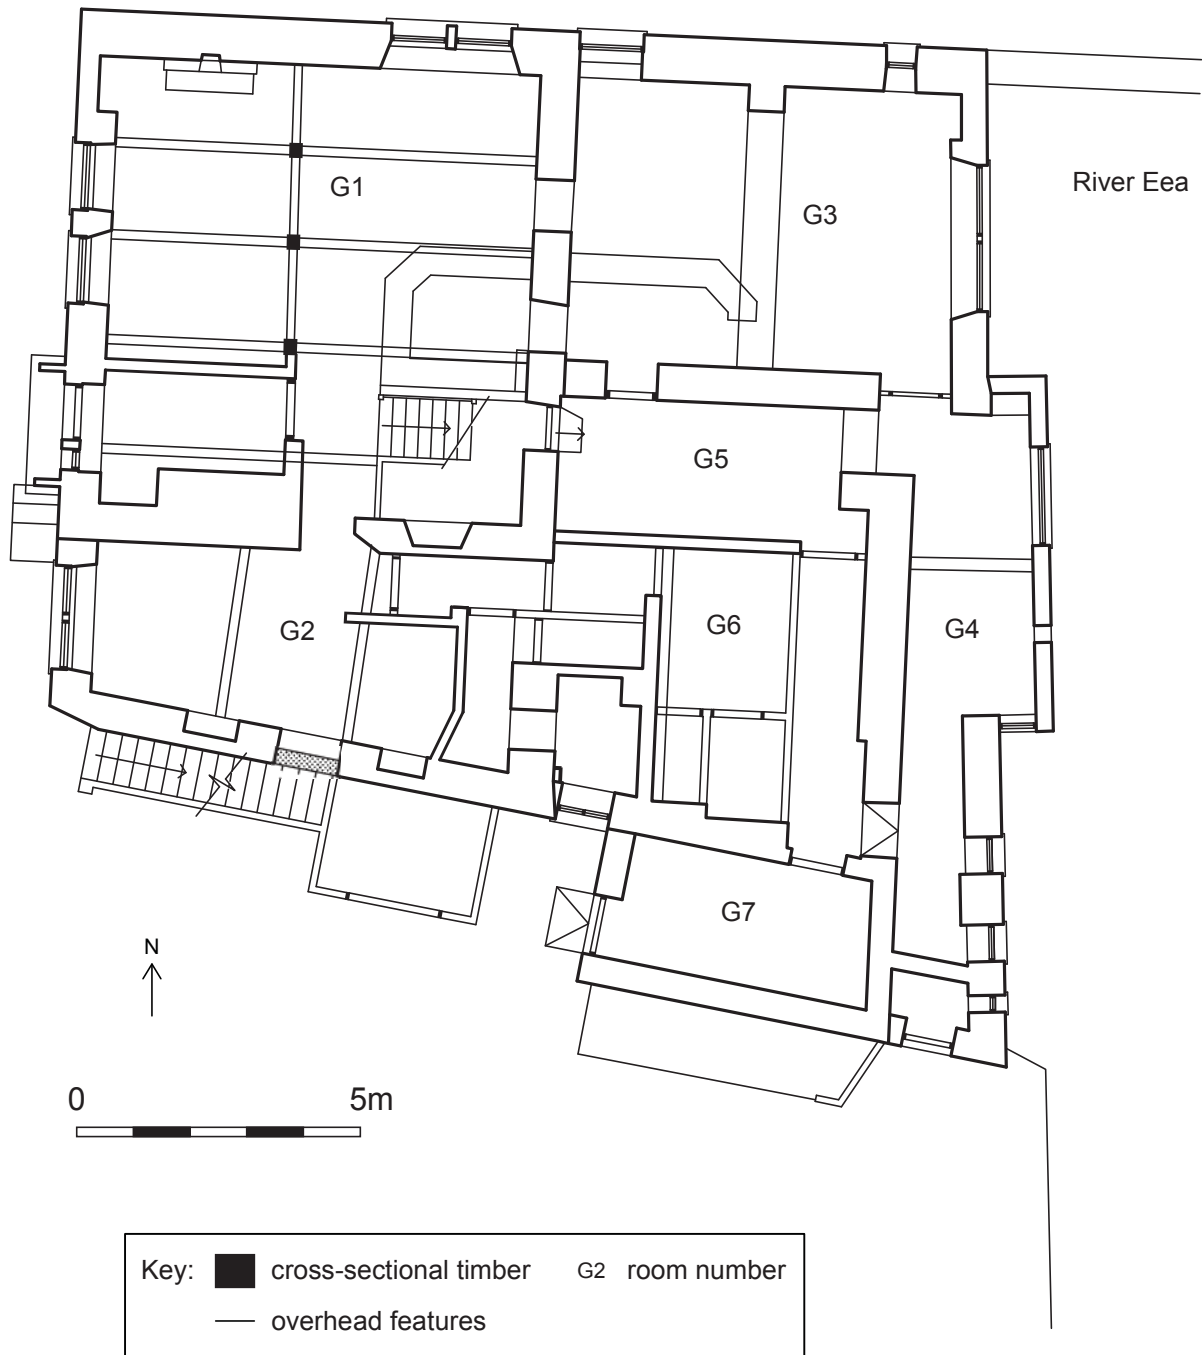 G1
River Eea
G3
G5
G2
G6
G4
G7
N
0 5m
Key: cross-sectional timber G2 room number
overhead features